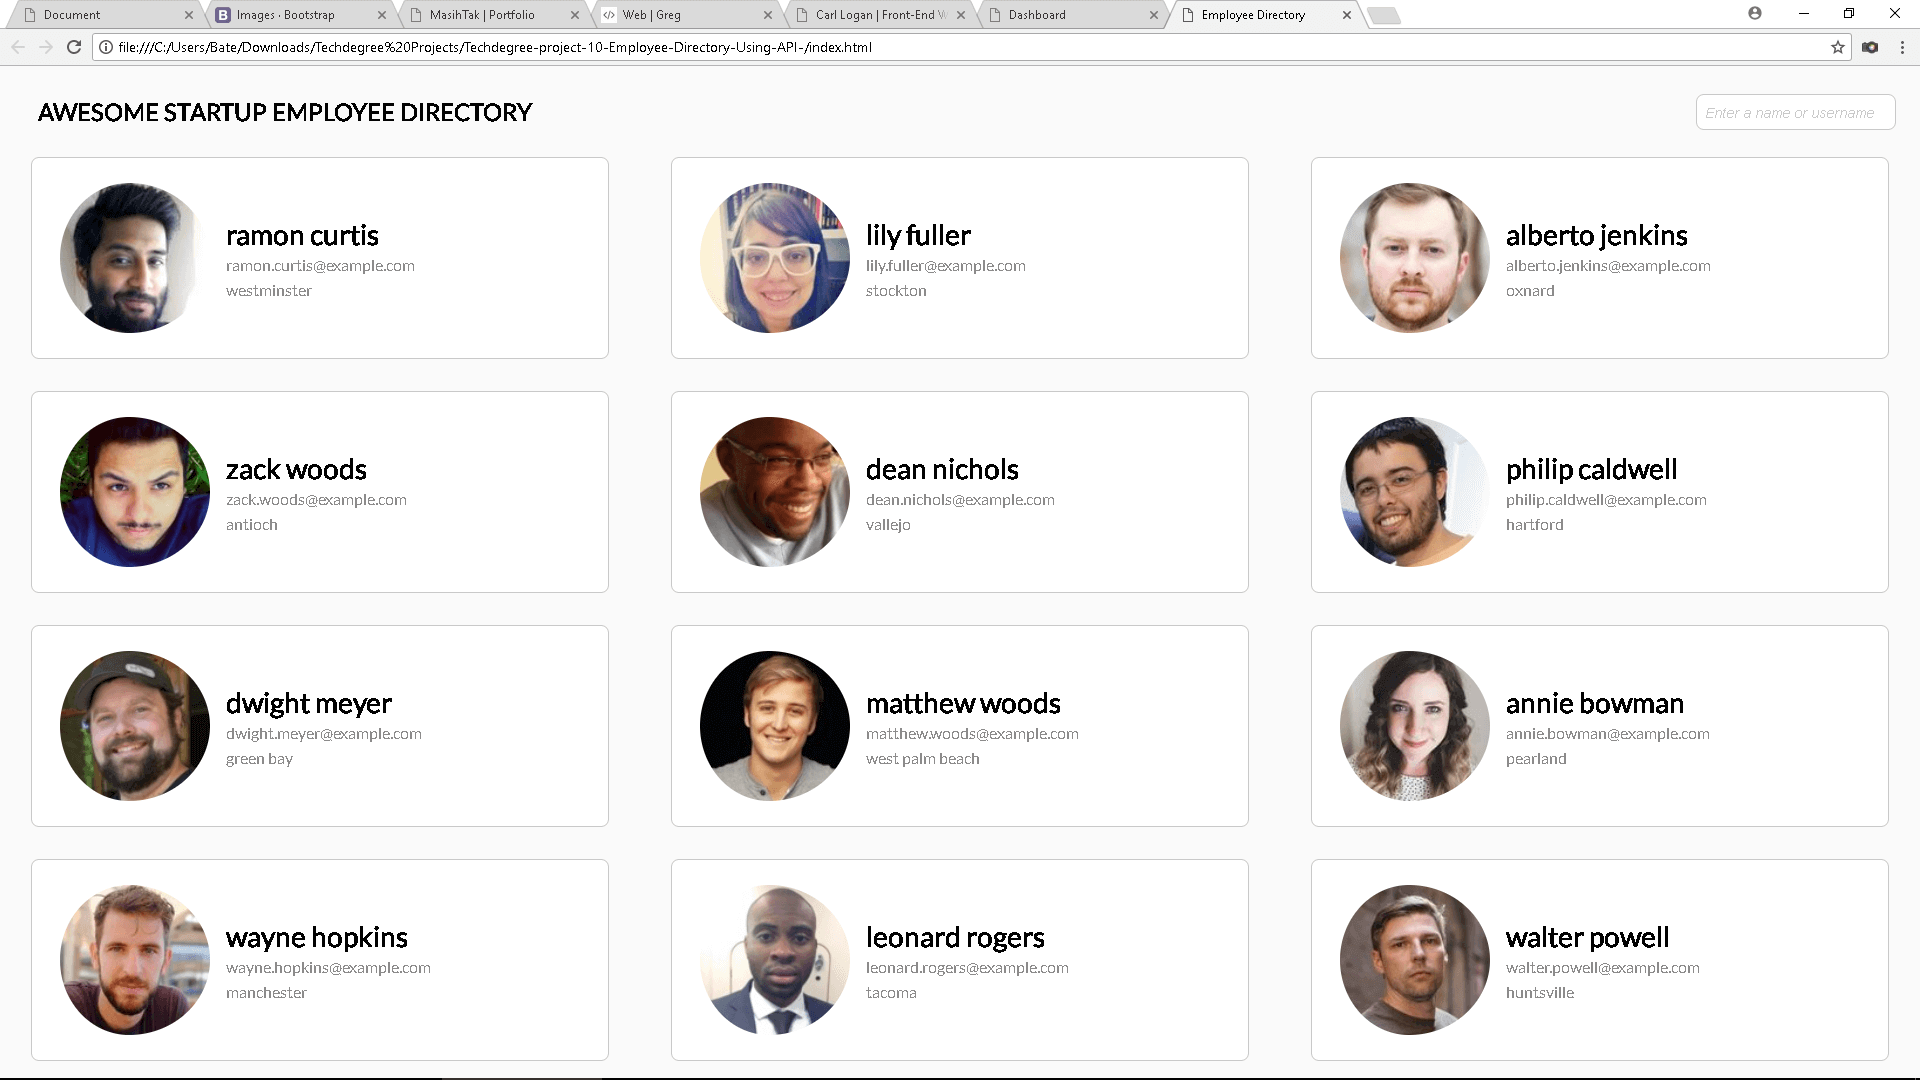 Document
Images · Bootstrap
MasihTak | Portfolio
Web | Greg
Carl Logan | Front-End
Dashboard
Employee Directory
file:///C:/Users/Bate/Downloads/Techdegree%20Projects/Techdegree-project-10-Employee-Directory-Using-API-/index.html
AWESOME STARTUP EMPLOYEE DIRECTORY
Enter a name or username
ramon curtis
ramon.curtis@example.com
westminster
lily fuller
lily.fuller@example.com
stockton
alberto jenkins
alberto.jenkins@example.com
oxnard
zack woods
zack.woods@example.com
antioch
dean nichols
dean.nichols@example.com
vallejo
philip caldwell
philip.caldwell@example.com
hartford
dwight meyer
dwight.meyer@example.com
green bay
matthew woods
matthew.woods@example.com
west palm beach
annie bowman
annie.bowman@example.com
pearland
wayne hopkins
wayne.hopkins@example.com
manchester
leonard rogers
leonard.rogers@example.com
tacoma
walter powell
walter.powell@example.com
huntsville